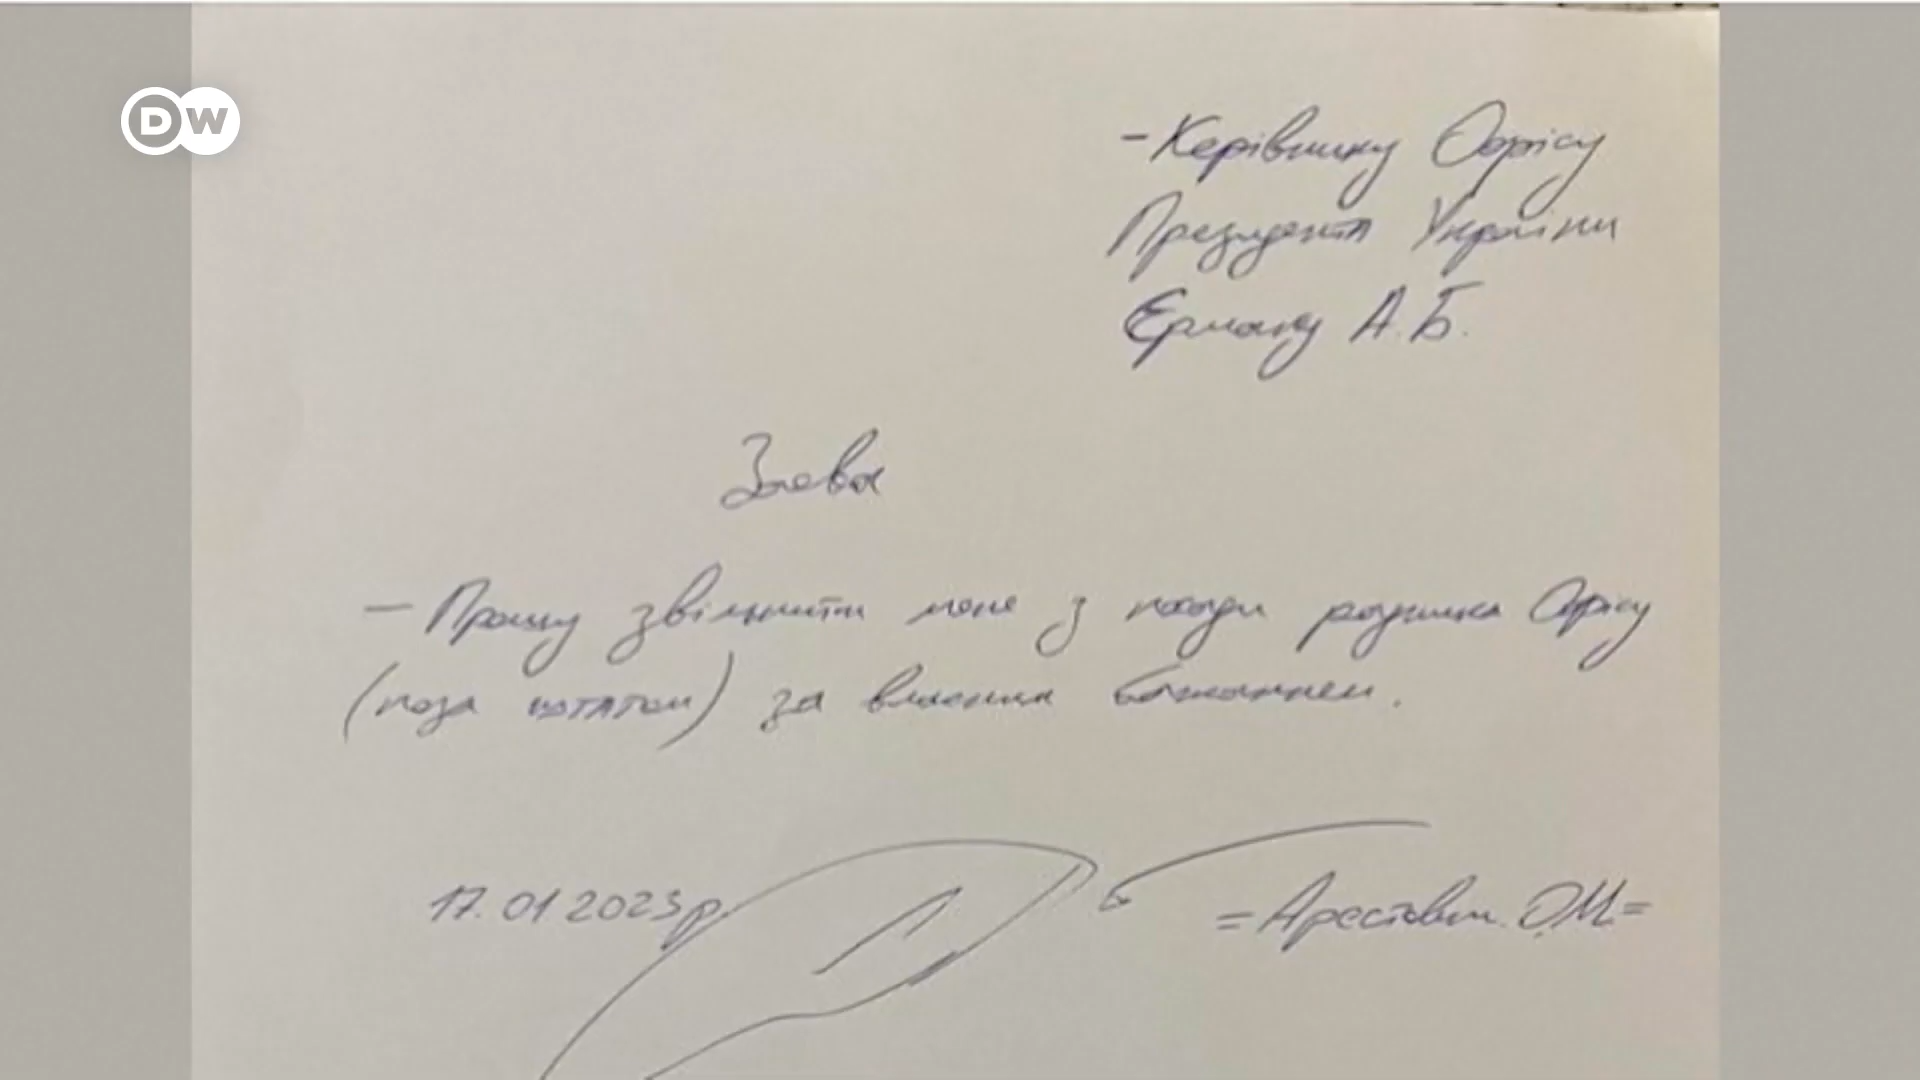 DW
- Керівнику Офісу
Президента України
Єрмаку А.Б.
Заява
- Прошу звільнити мене з посади радника Офісу
(поза штатом) за власним бажанням.
17.01.2023р.
= Арестович О.М. =